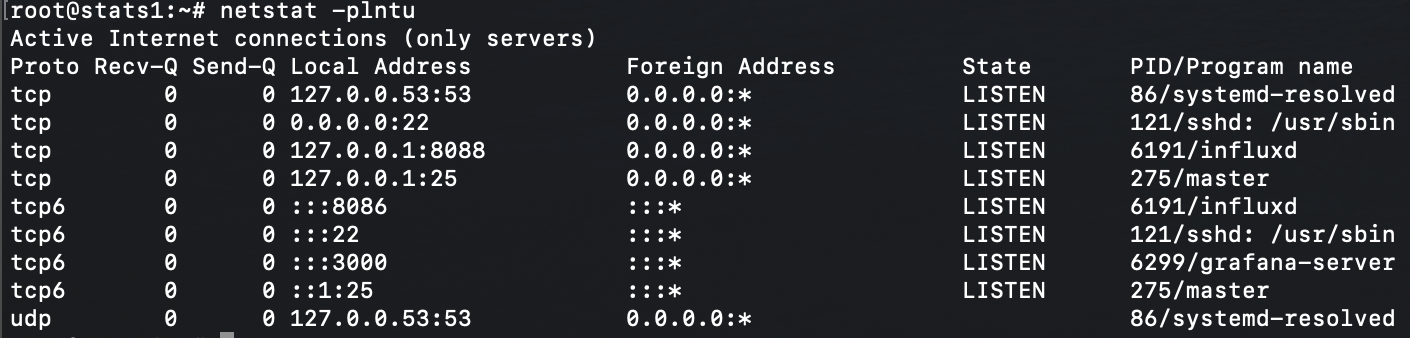 [root@stats1:~# netstat -plntu
Active Internet connections (only servers)
Proto Recv-Q Send-Q Local Address           Foreign Address         State       PID/Program name
tcp        0      0 127.0.0.53:53           0.0.0.0:*               LISTEN      86/systemd-resolved
tcp        0      0 0.0.0.0:22              0.0.0.0:*               LISTEN      121/sshd: /usr/sbin
tcp        0      0 127.0.0.1:8088          0.0.0.0:*               LISTEN      6191/influxd
tcp        0      0 127.0.0.1:25            0.0.0.0:*               LISTEN      275/master
tcp6       0      0 :::8086                 :::*                    LISTEN      6191/influxd
tcp6       0      0 :::22                   :::*                    LISTEN      121/sshd: /usr/sbin
tcp6       0      0 :::3000                 :::*                    LISTEN      6299/grafana-server
tcp6       0      0 ::1:25                  :::*                    LISTEN      275/master
udp        0      0 127.0.0.53:53           0.0.0.0:*                           86/systemd-resolved